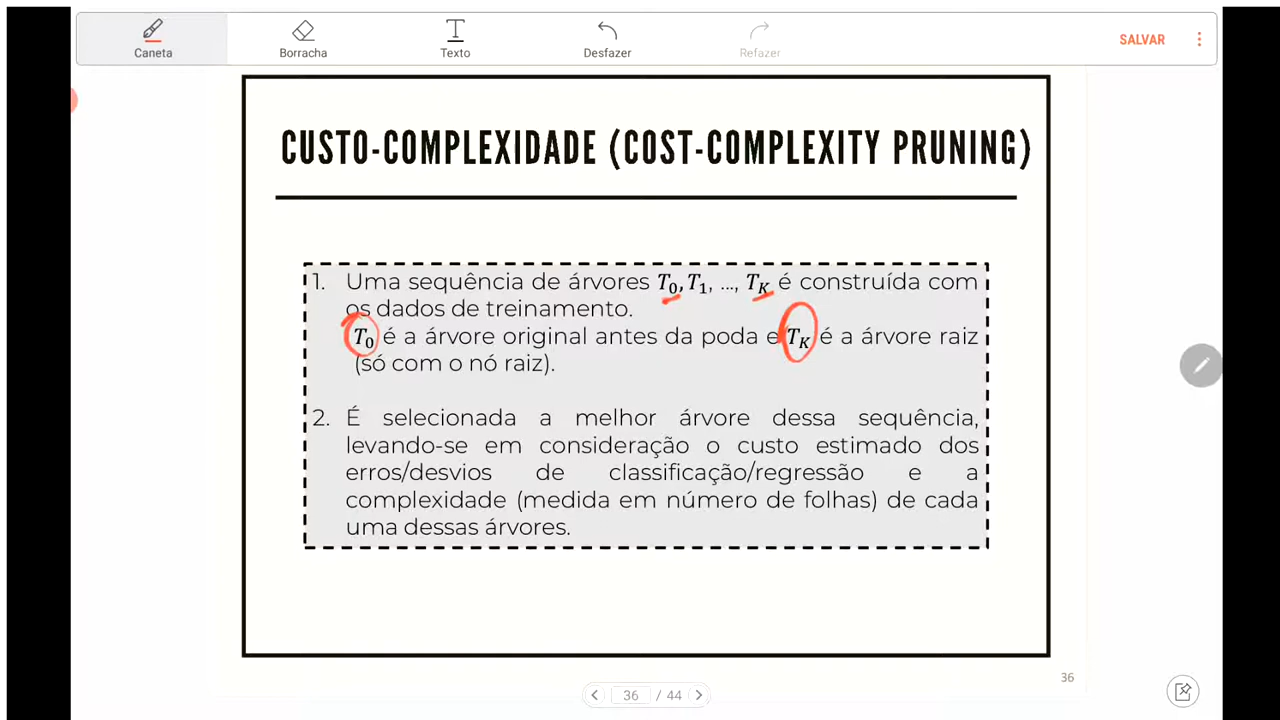 Caneta
Borracha
Texto
Desfazer
Refazer
SALVAR
CUSTO-COMPLEXIDADE (COST-COMPLEXITY PRUNING)
1. Uma sequência de árvores T₀, T₁, ..., T_K é construída com
os dados de treinamento.
T₀ é a árvore original antes da poda e T_K é a árvore raiz
(só com o nó raiz).
2. É selecionada a melhor árvore dessa sequência,
levando-se em consideração o custo estimado dos
erros/desvios de classificação/regressão e a
complexidade (medida em número de folhas) de cada
uma dessas árvores.
36
36 / 44